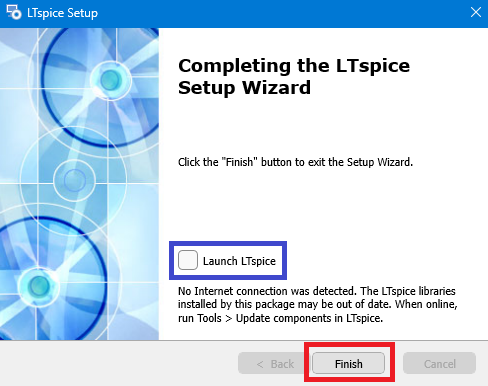 LTspice Setup
Completing the LTspice
Setup Wizard
Click the "Finish" button to exit the Setup Wizard.
Launch LTspice
No Internet connection was detected. The LTspice libraries
installed by this package may be out of date. When online,
run Tools > Update components in LTspice.
< Back
Finish
Cancel